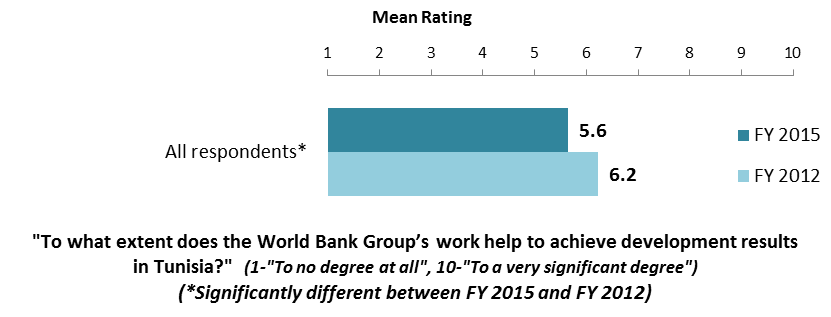 Mean Rating
1 2 3 4 5 6 7 8 9 10
All respondents*
5.6
6.2
FY 2015
FY 2012
"To what extent does the World Bank Group’s work help to achieve development results
in Tunisia?" (1-"To no degree at all", 10-"To a very significant degree")
(*Significantly different between FY 2015 and FY 2012)